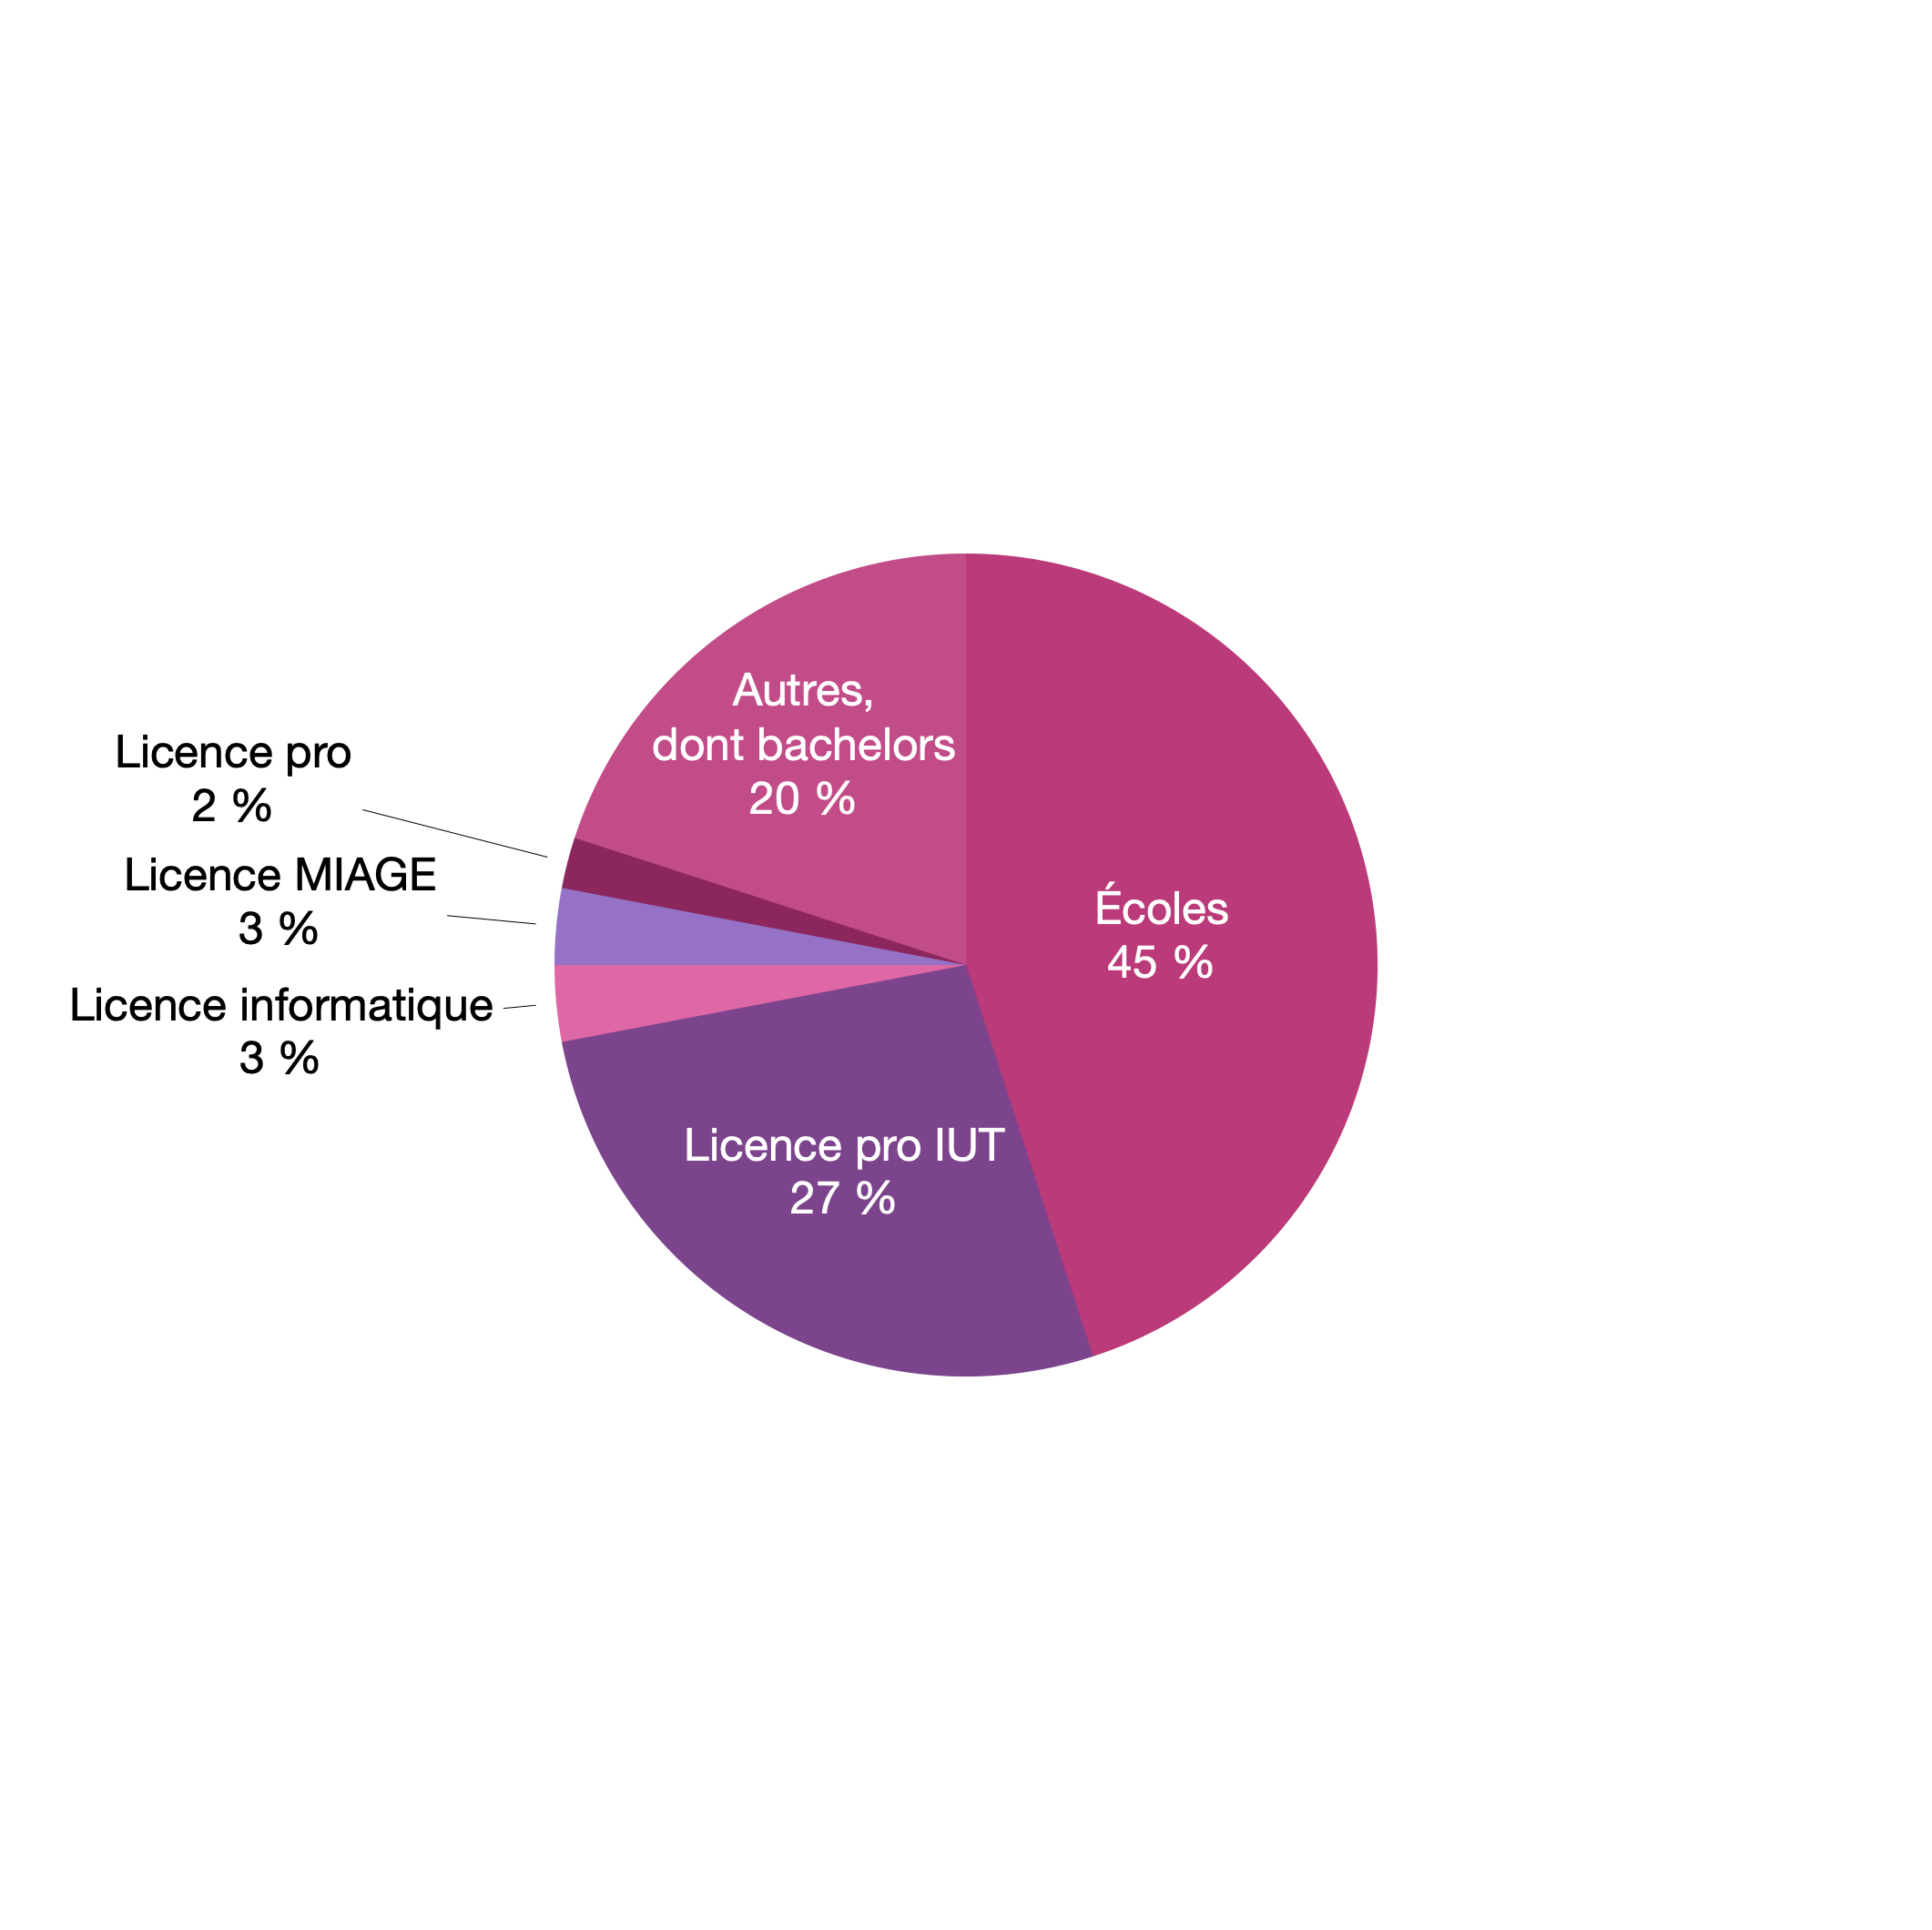 Autres,
dont bachelors
20 %
Licence pro
2 %
Licence MIAGE
3 %
Écoles
45 %
Licence informatique
3 %
Licence pro IUT
27 %